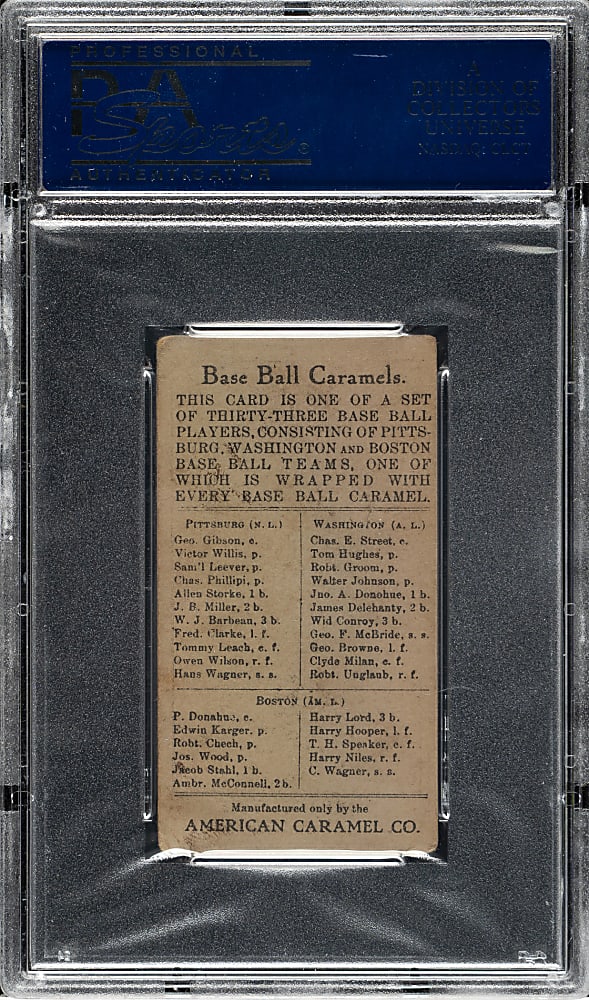 PROFESSIONAL
PSA
Sports
AUTHENTICATOR
A
DIVISION OF
COLLECTORS
UNIVERSE
NASDAQ: CLCT
Base Ball Caramels.
THIS CARD IS ONE OF A SET
OF THIRTY-THREE BASE BALL
PLAYERS, CONSISTING OF PITTS-
BURG, WASHINGTON AND BOSTON
BASE BALL TEAMS, ONE OF
WHICH IS WRAPPED WITH
EVERY BASE BALL CARAMEL.
PITTSBURG (N. L.)
Geo. Gibson, c.
Victor Willis, p.
Sam'l Leever, p.
Chas. Phillipi, p.
Allen Storke, 1 b.
J. B. Miller, 2 b.
W. J. Barbeau, 3 b.
Fred. Clarke, l. f.
Tommy Leach, c. f.
Owen Wilson, r. f.
Hans Wagner, s. s.
WASHINGTON (A. L.)
Chas. E. Street, c.
Tom Hughes, p.
Robt. Groom, p.
Walter Johnson, p.
Jno. A. Donohue, 1 b.
James Delehanty, 2 b.
Wid Conroy, 3 b.
Geo. F. McBride, s. s.
Geo. Browne, l. f.
Clyde Milan, c. f.
Robt. Unglaub, r. f.
BOSTON (AM. L.)
P. Donahue, c.
Edwin Karger, p.
Robt. Chech, p.
Jos. Wood, p.
Jacob Stahl, 1 b.
Ambr. McConnell, 2 b.
Harry Lord, 3 b.
Harry Hooper, l. f.
T. H. Speaker, c. f.
Harry Niles, r. f.
C. Wagner, s. s.
Manufactured only by the
AMERICAN CARAMEL CO.